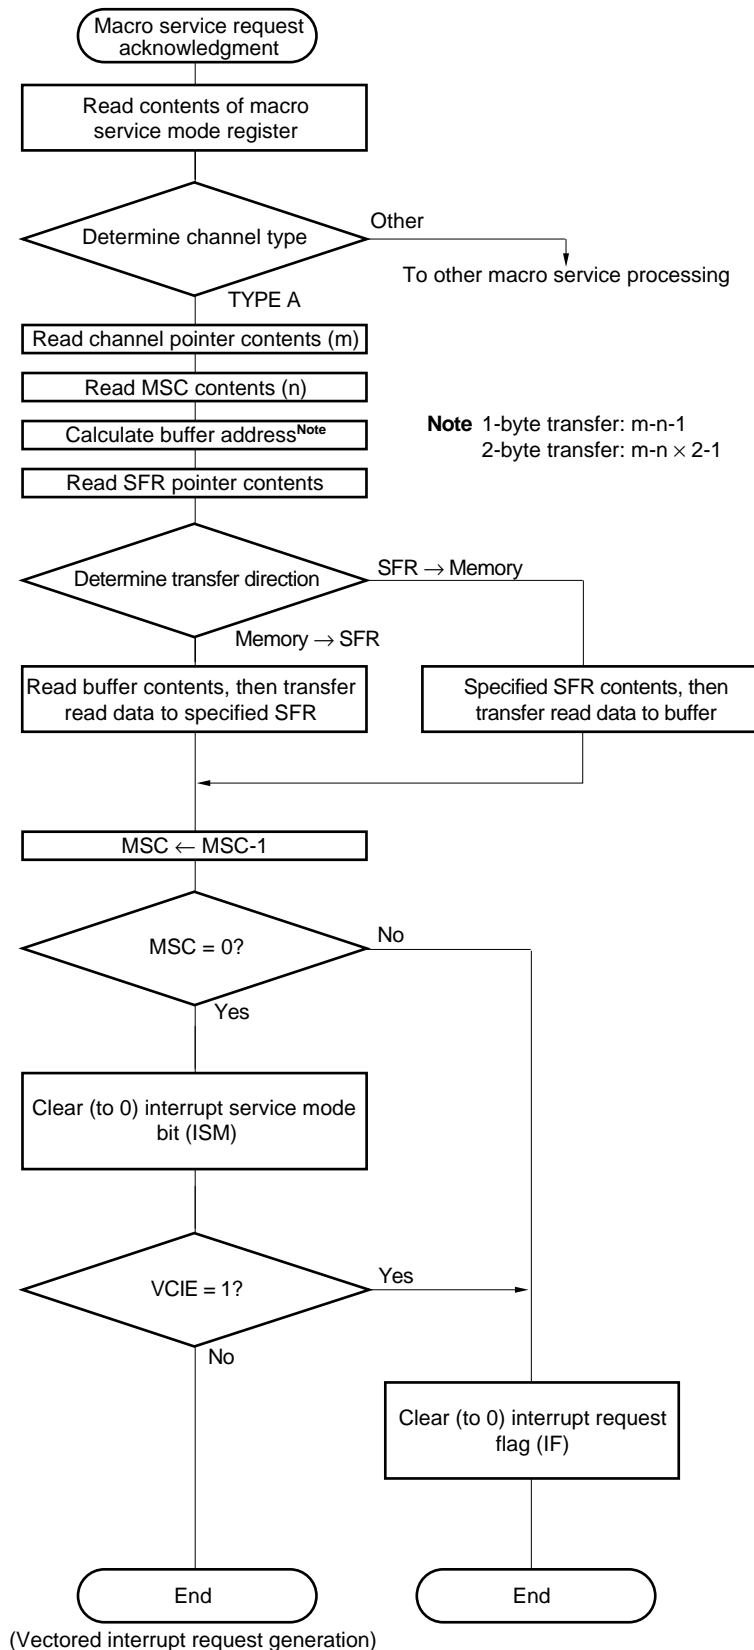 Macro service request
acknowledgment
Read contents of macro
service mode register
Determine channel type
Other
To other macro service processing
TYPE A
Read channel pointer contents (m)
Read MSC contents (n)
Calculate buffer addressNote
Note 1-byte transfer: m-n-1
2-byte transfer: m-n × 2-1
Read SFR pointer contents
Determine transfer direction
SFR → Memory
Memory → SFR
Read buffer contents, then transfer
read data to specified SFR
Specified SFR contents, then
transfer read data to buffer
MSC ← MSC-1
MSC = 0?
No
Yes
Clear (to 0) interrupt service mode
bit (ISM)
VCIE = 1?
Yes
No
Clear (to 0) interrupt request
flag (IF)
End
End
(Vectored interrupt request generation)